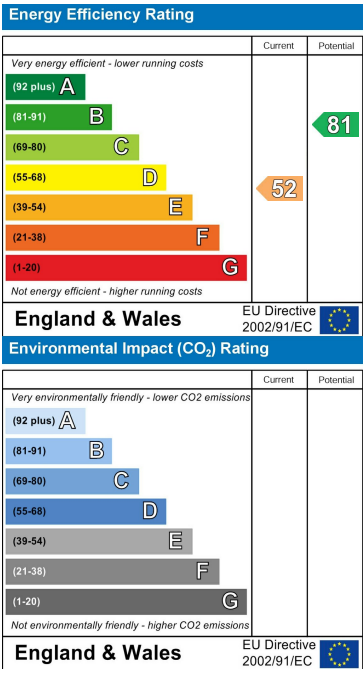 Energy Efficiency Rating
Current Potential
Very energy efficient - lower running costs
(92 plus) A
(81-91) B
81
(69-80) C
(55-68) D
52
(39-54) E
(21-38) F
(1-20) G
Not energy efficient - higher running costs
England & Wales
EU Directive
2002/91/EC
Environmental Impact (CO₂) Rating
Current Potential
Very environmentally friendly - lower CO2 emissions
(92 plus) A
(81-91) B
(69-80) C
(55-68) D
(39-54) E
(21-38) F
(1-20) G
Not environmentally friendly - higher CO2 emissions
England & Wales
EU Directive
2002/91/EC